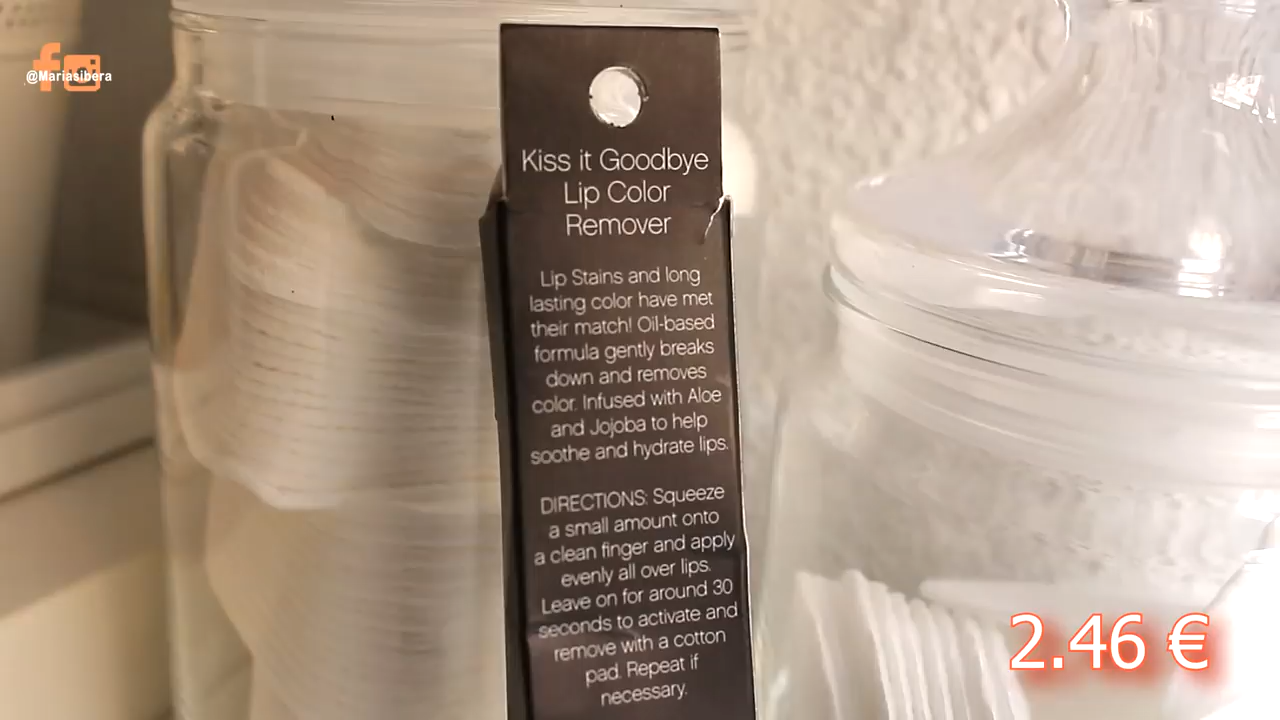 @Mariasibera
Kiss it Goodbye
Lip Color
Remover
Lip Stains and long
lasting color have met
their match! Oil-based
formula gently breaks
down and removes
color. Infused with Aloe
and Jojoba to help
soothe and hydrate lips.
DIRECTIONS: Squeeze
a small amount onto
a clean finger and apply
evenly all over lips.
Leave on for around 30
seconds to activate and
remove with a cotton
pad. Repeat if
necessary.
2.46 €